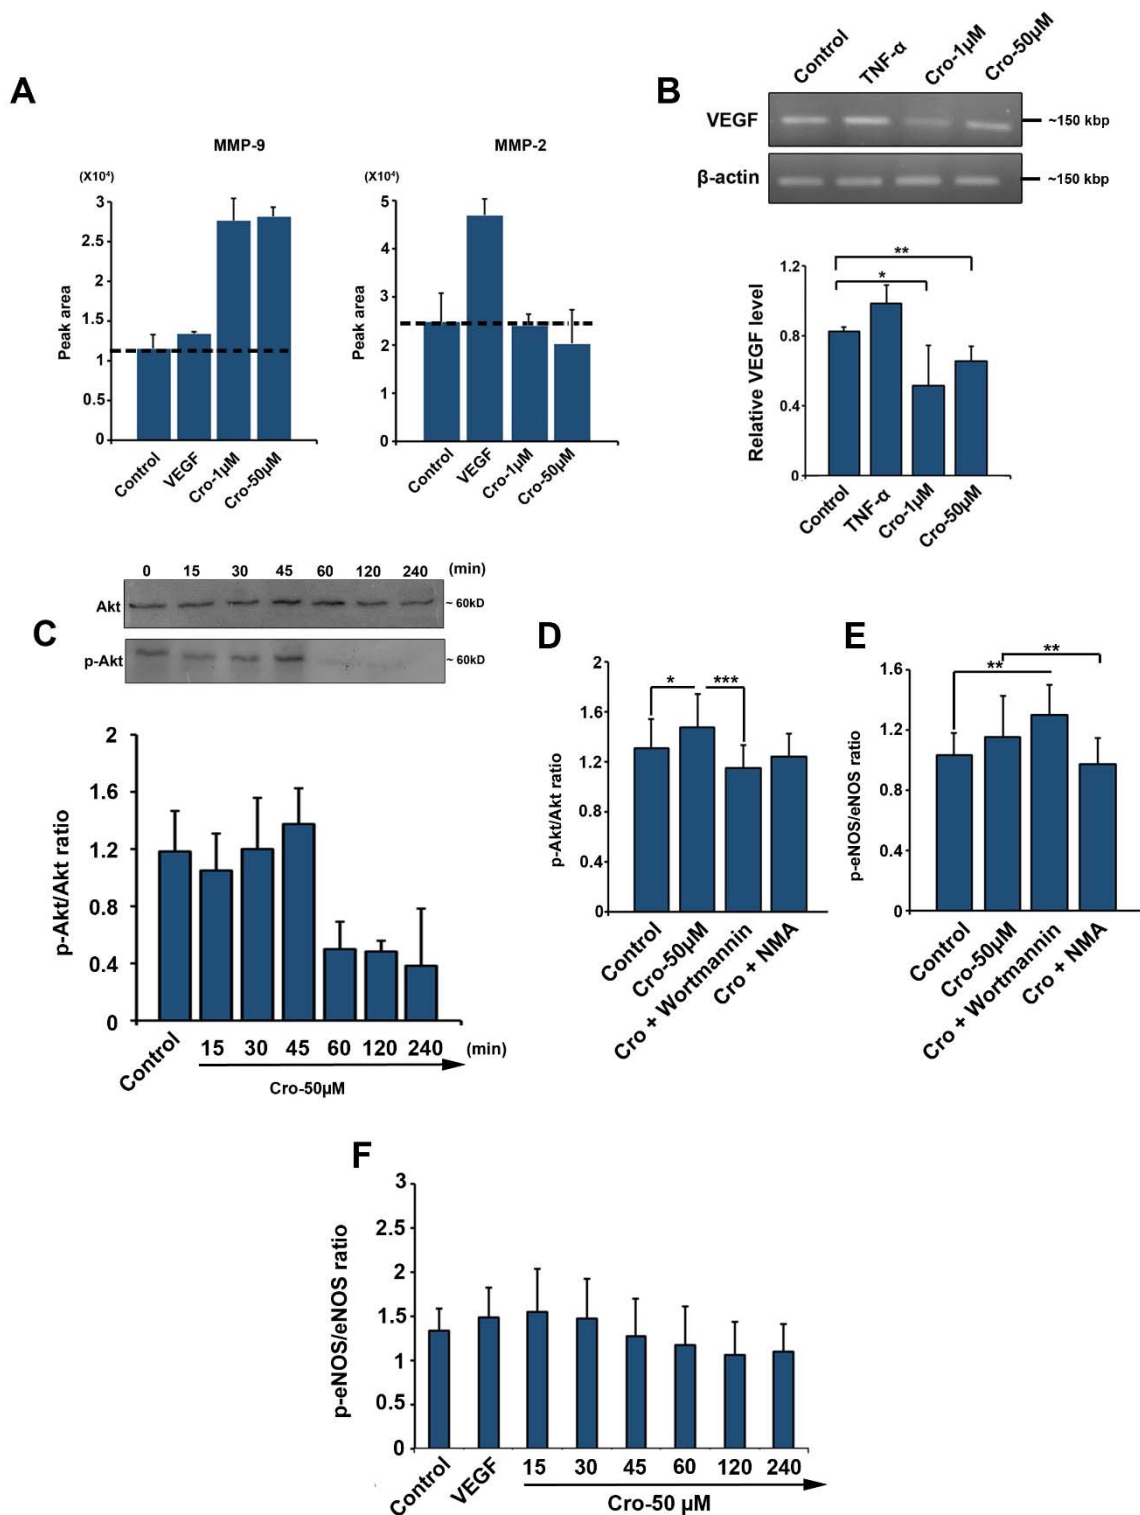 A
MMP-9
(X10⁴)
3
2.5
2
1.5
1
0.5
0
Peak area
Control
VEGF
Cro-1µM
Cro-50µM
MMP-2
(X10⁴)
5
4
3
2
1
0
Peak area
Control
VEGF
Cro-1µM
Cro-50µM
B
Control
TNF-α
Cro-1µM
Cro-50µM
VEGF
~150 kbp
β-actin
~150 kbp
**
*
1.2
0.8
0.4
0
Relative VEGF level
Control
TNF-α
Cro-1µM
Cro-50µM
C
0 15 30 45 60 120 240 (min)
Akt
~ 60kD
p-Akt
~ 60kD
2
1.6
1.2
0.8
0.4
0
p-Akt/Akt ratio
Control
15 30 45 60 120 240 (min)
Cro-50µM
D
2
1.6
1.2
0.8
0.4
0
p-Akt/Akt ratio
* ***
Control
Cro-50µM
Cro + Wortmannin
Cro + NMA
E
1.6
1.2
0.8
0.4
0
p-eNOS/eNOS ratio
**
**
Control
Cro-50µM
Cro + Wortmannin
Cro + NMA
F
3
2.5
2
1.5
1
0.5
0
p-eNOS/eNOS ratio
Control
VEGF
15 30 45 60 120 240
Cro-50 µM